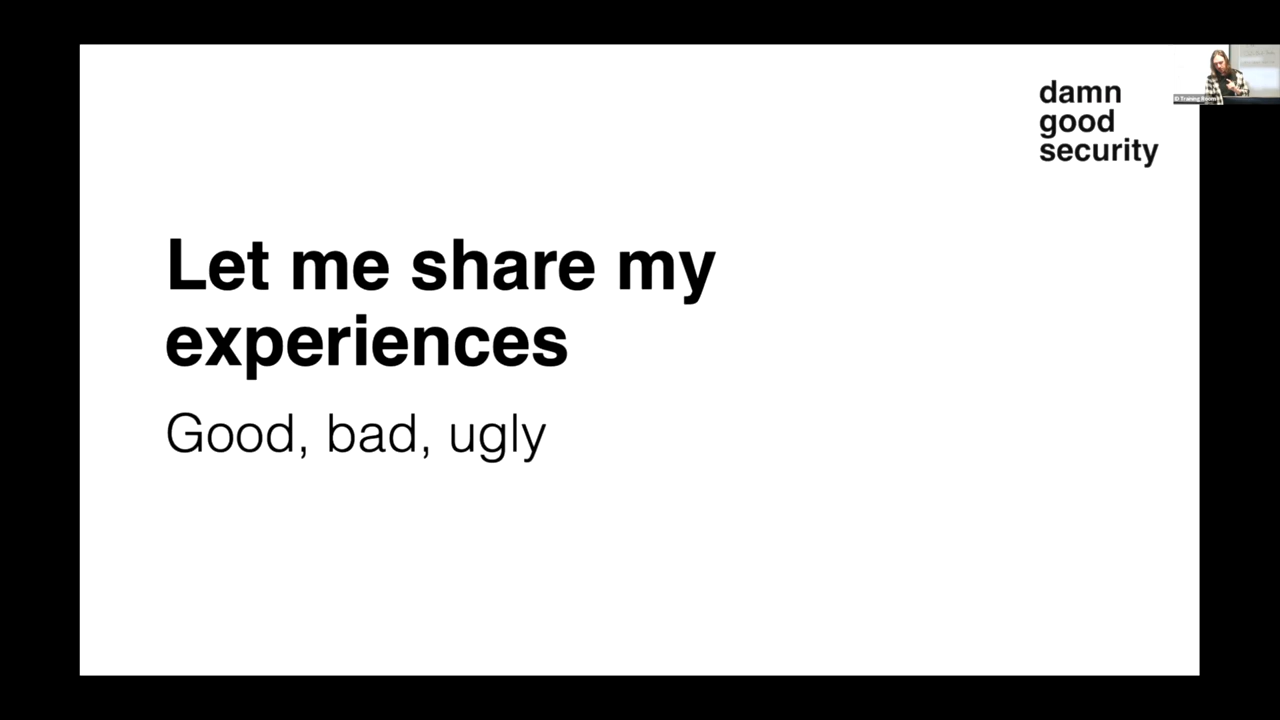 damn
good
security
Let me share my
experiences
Good, bad, ugly